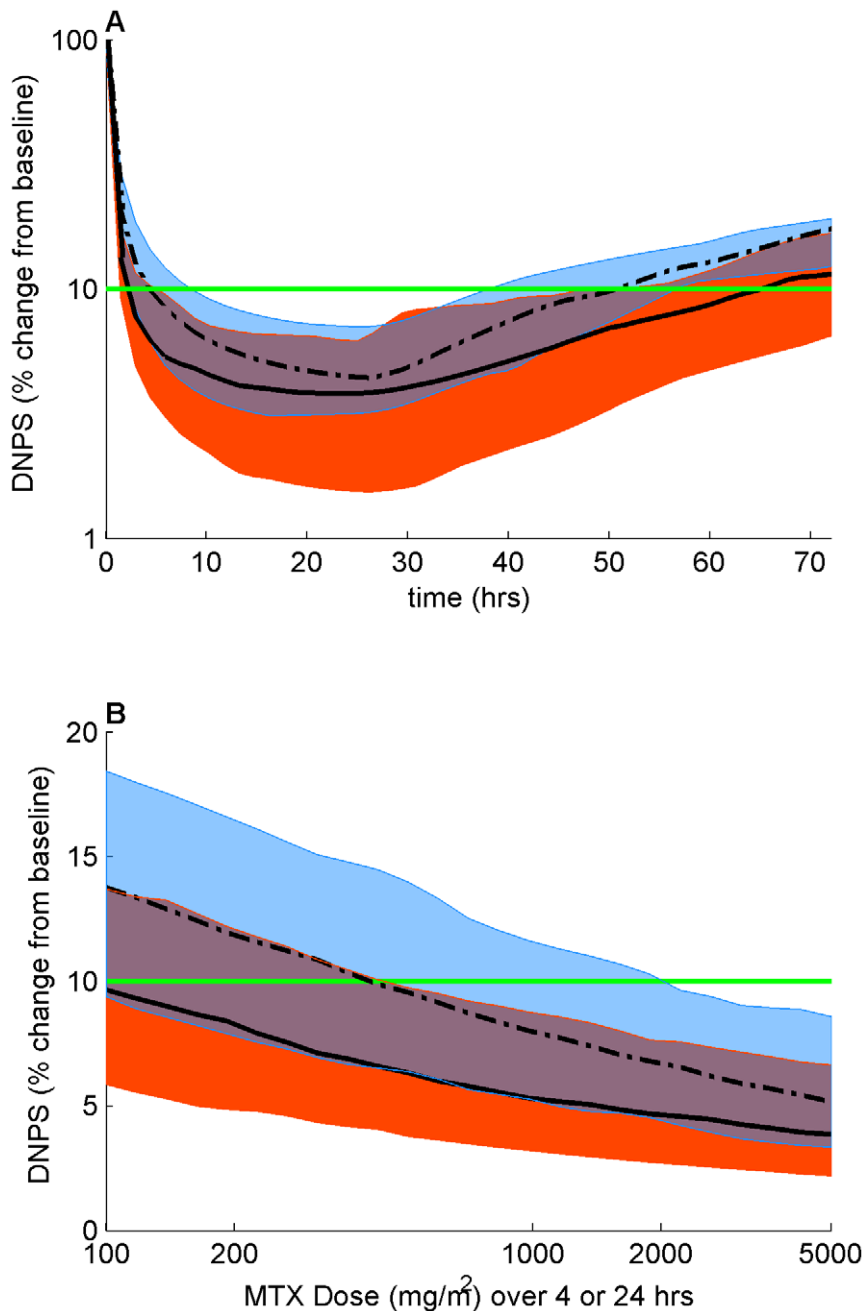 A
100
10
1
DNPS (% change from baseline)
0 10 20 30 40 50 60 70
time (hrs)
B
20
15
10
5
0
DNPS (% change from baseline)
100 200 1000 2000 5000
MTX Dose (mg/m²) over 4 or 24 hrs